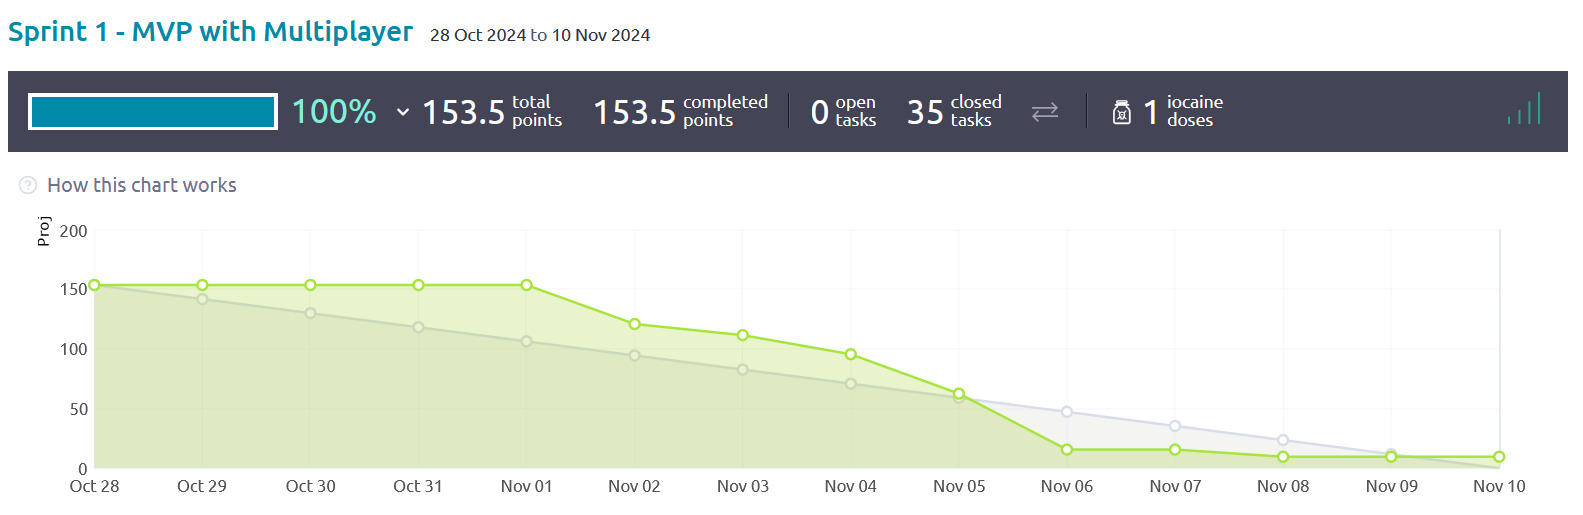 Sprint 1 - MVP with Multiplayer 28 Oct 2024 to 10 Nov 2024
100% 153.5 total points 153.5 completed points 0 open tasks 35 closed tasks 1 iocaine doses
How this chart works
Proj
200
150
100
50
0
Oct 28 Oct 29 Oct 30 Oct 31 Nov 01 Nov 02 Nov 03 Nov 04 Nov 05 Nov 06 Nov 07 Nov 08 Nov 09 Nov 10